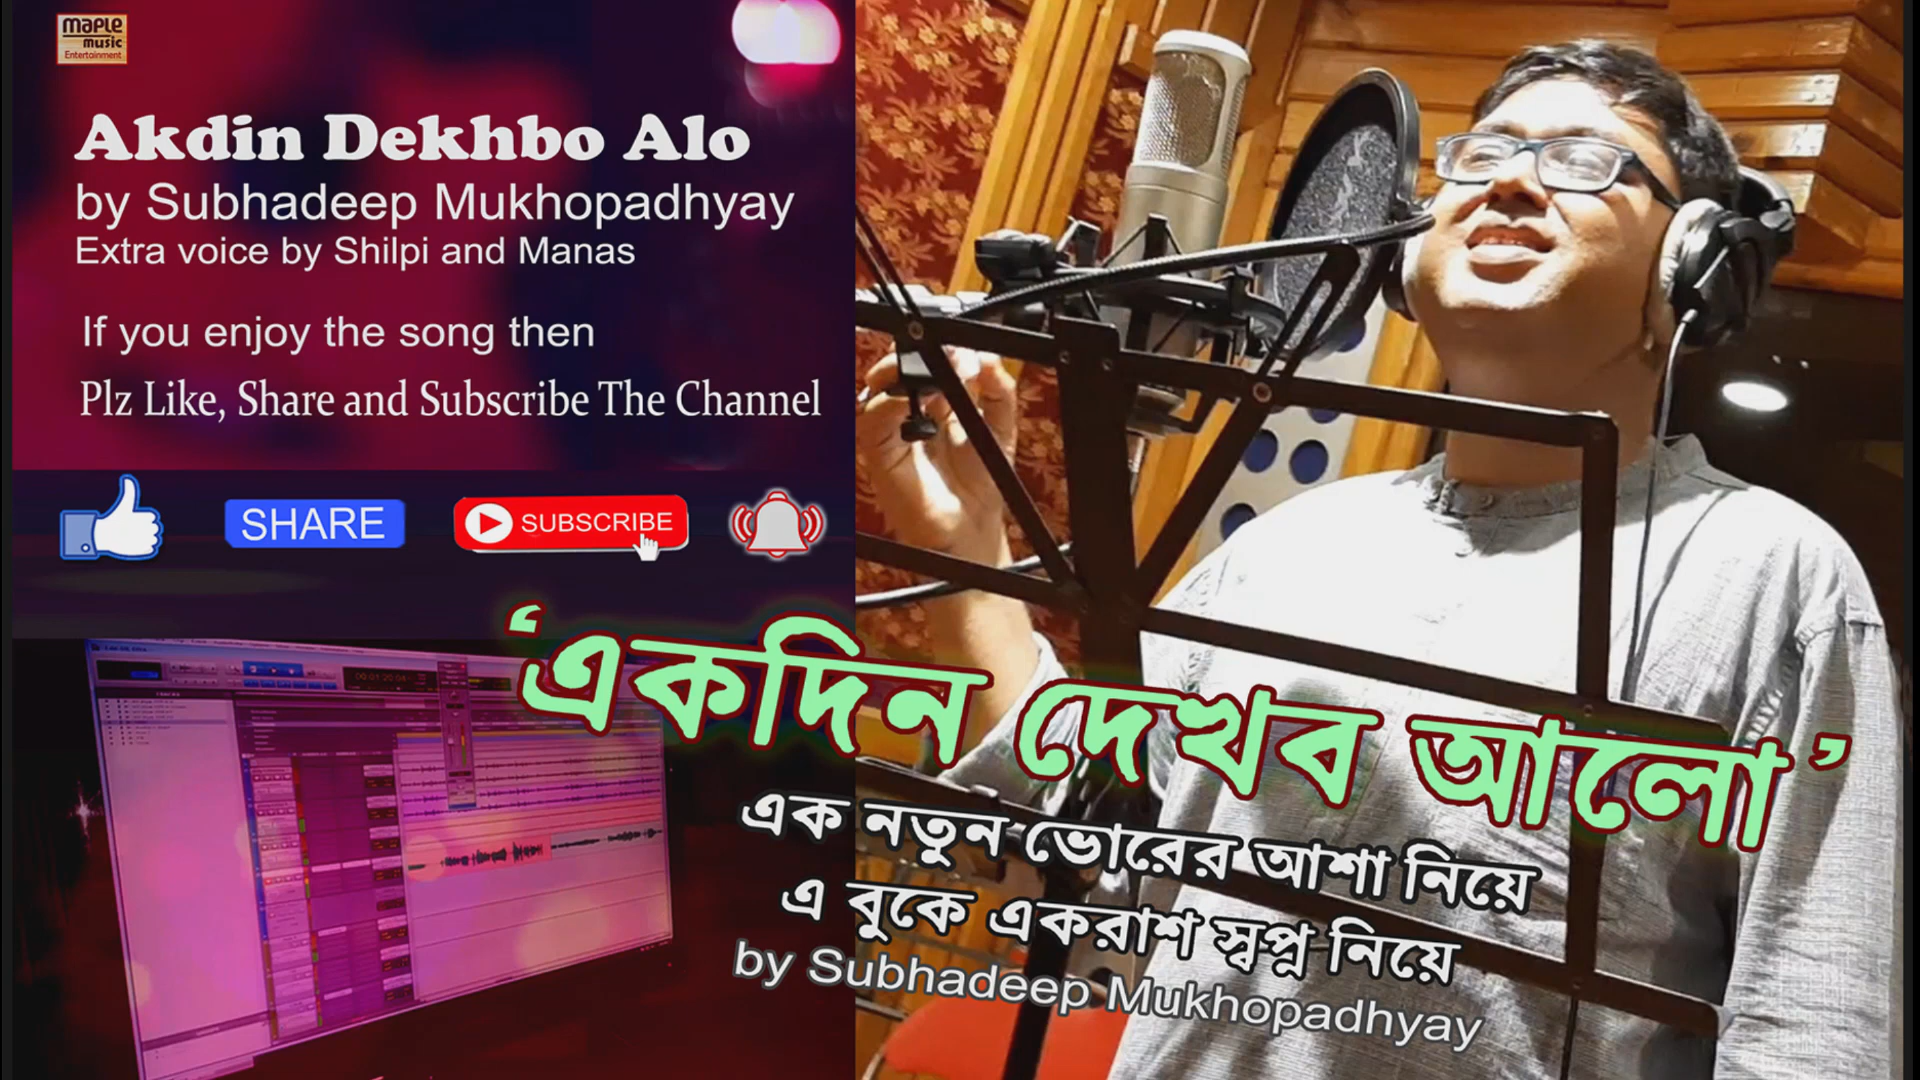 maple
music
Entertainment
Akdin Dekhbo Alo
by Subhadeep Mukhopadhyay
Extra voice by Shilpi and Manas
If you enjoy the song then
Plz Like, Share and Subscribe The Channel
SHARE
SUBSCRIBE
‘একদিন দেখব আলো’
এক নতুন ভোরের আশা নিয়ে
এ বুকে একরাশ স্বপ্ন নিয়ে
by Subhadeep Mukhopadhyay